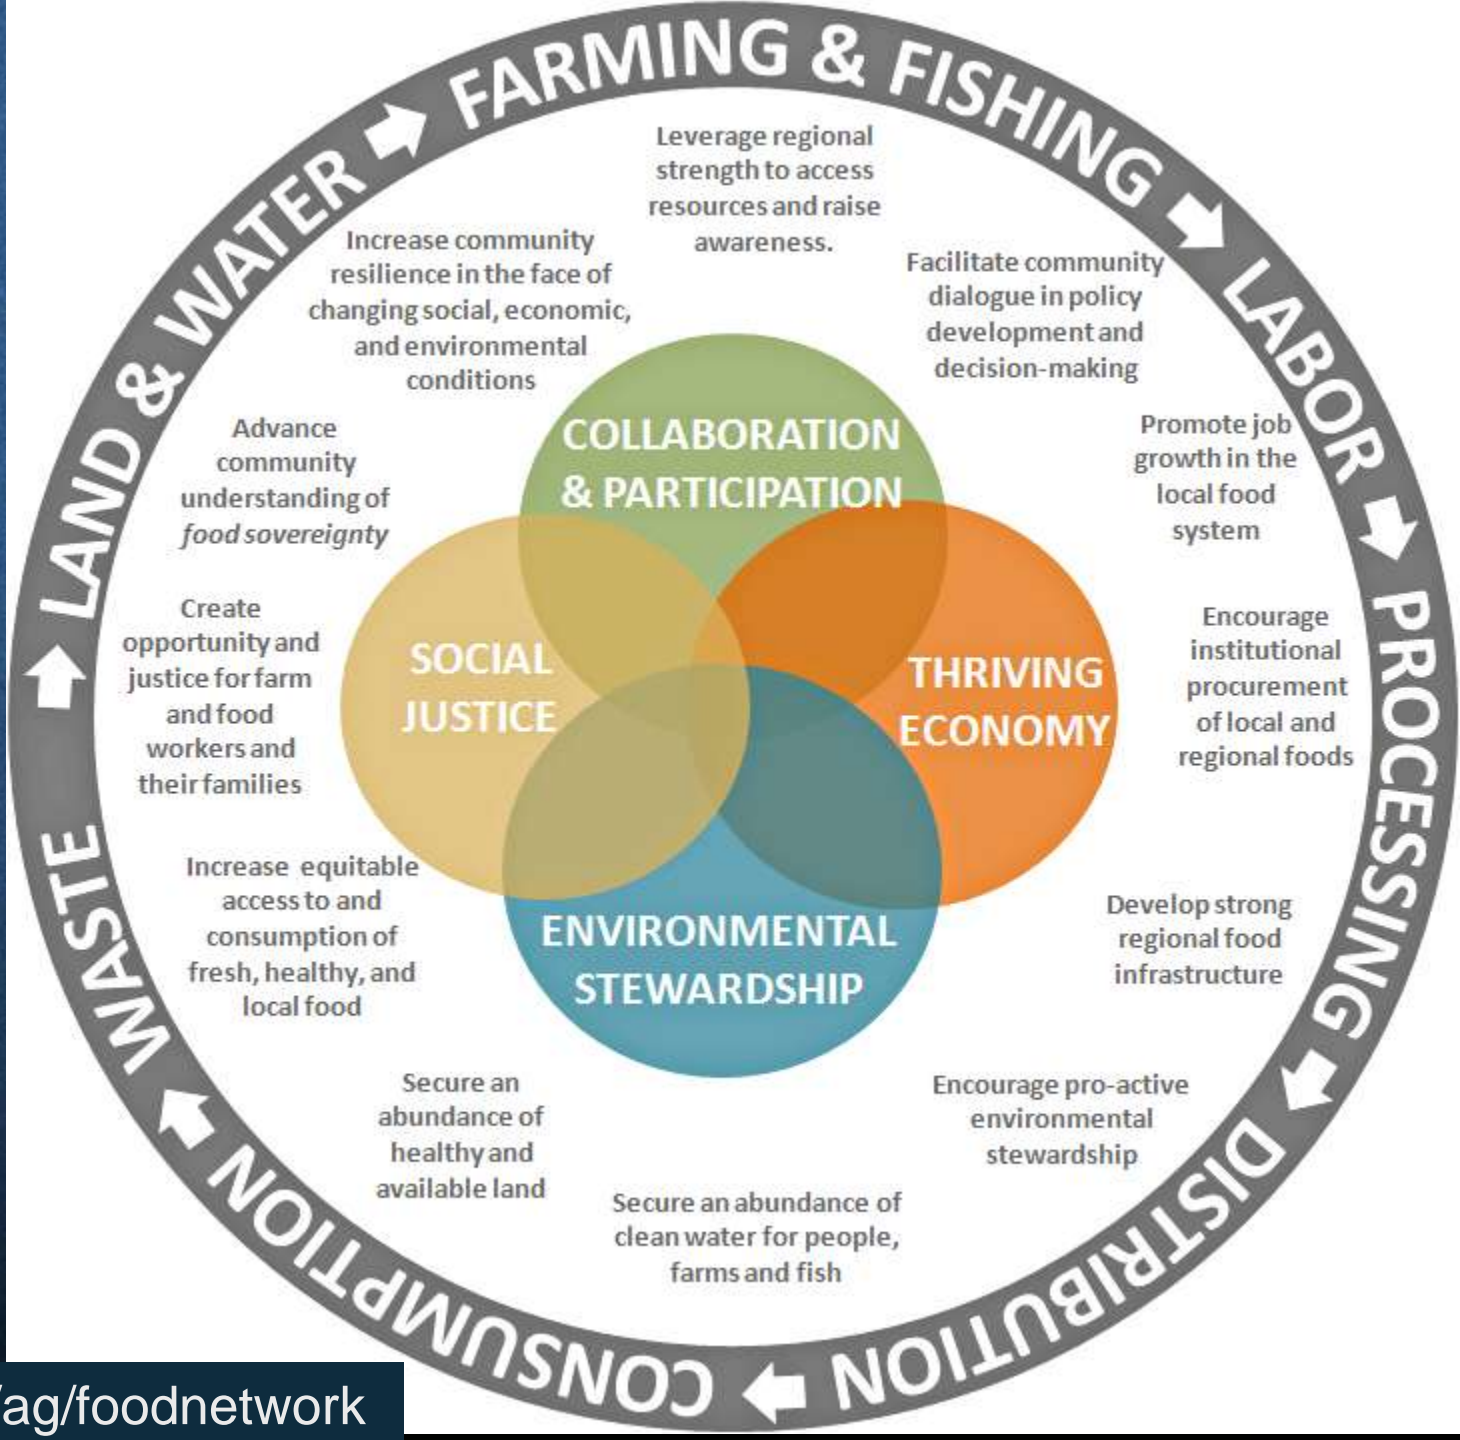 FARMING & FISHING
LABOR
PROCESSING
DISTRIBUTION
CONSUMPTION
WASTE
LAND & WATER
Leverage regional
strength to access
resources and raise
awareness.
Facilitate community
dialogue in policy
development and
decision-making
Promote job
growth in the
local food
system
Encourage
institutional
procurement
of local and
regional foods
Develop strong
regional food
infrastructure
Encourage pro-active
environmental
stewardship
Secure an abundance of
clean water for people,
farms and fish
Secure an
abundance of
healthy and
available land
Increase equitable
access to and
consumption of
fresh, healthy, and
local food
Create
opportunity and
justice for farm
and food
workers and
their families
Advance
community
understanding of
food sovereignty
Increase community
resilience in the face of
changing social, economic,
and environmental
conditions
COLLABORATION
& PARTICIPATION
SOCIAL
JUSTICE
THRIVING
ECONOMY
ENVIRONMENTAL
STEWARDSHIP
/ag/foodnetwork